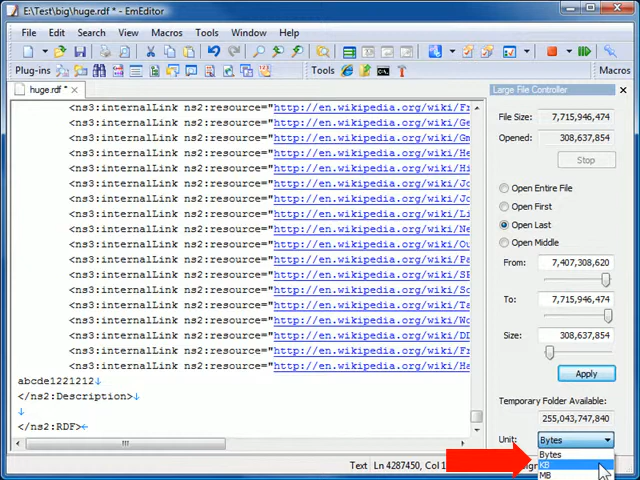 E:\Test\big\huge.rdf * - EmEditor
File Edit Search View Macros Tools Window Help
Plug-ins Tools Macros
huge.rdf *
Large File Controller
<ns3:internalLink ns2:resource="http://en.wikipedia.org/wiki/Fr
<ns3:internalLink ns2:resource="http://en.wikipedia.org/wiki/Ge
<ns3:internalLink ns2:resource="http://en.wikipedia.org/wiki/Gm
<ns3:internalLink ns2:resource="http://en.wikipedia.org/wiki/He
<ns3:internalLink ns2:resource="http://en.wikipedia.org/wiki/Hi
<ns3:internalLink ns2:resource="http://en.wikipedia.org/wiki/Jo
<ns3:internalLink ns2:resource="http://en.wikipedia.org/wiki/Jo
<ns3:internalLink ns2:resource="http://en.wikipedia.org/wiki/Li
<ns3:internalLink ns2:resource="http://en.wikipedia.org/wiki/Ne
<ns3:internalLink ns2:resource="http://en.wikipedia.org/wiki/Ou
<ns3:internalLink ns2:resource="http://en.wikipedia.org/wiki/Pa
<ns3:internalLink ns2:resource="http://en.wikipedia.org/wiki/SP
<ns3:internalLink ns2:resource="http://en.wikipedia.org/wiki/Sc
<ns3:internalLink ns2:resource="http://en.wikipedia.org/wiki/Ta
<ns3:internalLink ns2:resource="http://en.wikipedia.org/wiki/Wo
<ns3:internalLink ns2:resource="http://en.wikipedia.org/wiki/DD
<ns3:internalLink ns2:resource="http://en.wikipedia.org/wiki/Fr
<ns3:internalLink ns2:resource="http://en.wikipedia.org/wiki/Ha
abcde1221212↓
</ns2:Description>↓
↓
</ns2:RDF>←
File Size: 7,715,946,474
Opened: 308,637,854
Stop
Open Entire File
Open First
Open Last
Open Middle
From: 7,407,308,620
To: 7,715,946,474
Size: 308,637,854
Apply
Temporary Folder Available:
255,043,747,840
Unit: Bytes
Bytes
KB
MB
Text Ln 4287450, Col 1